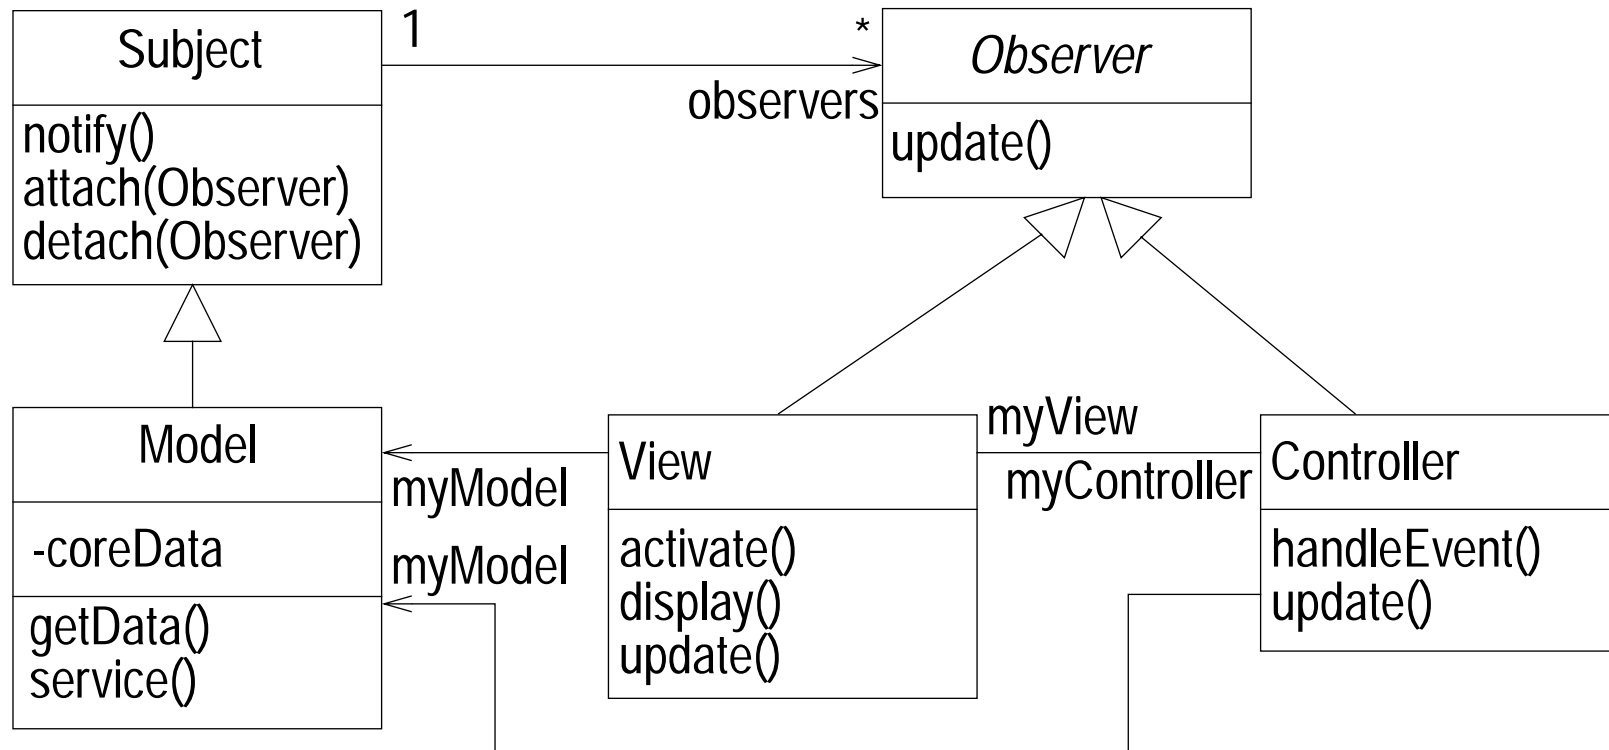 Subject
notify()
attach(Observer)
detach(Observer)
1
*
observers
Observer
update()
Model
-coreData
getData()
service()
myModel
myModel
View
activate()
display()
update()
myView
myController
Controller
handleEvent()
update()